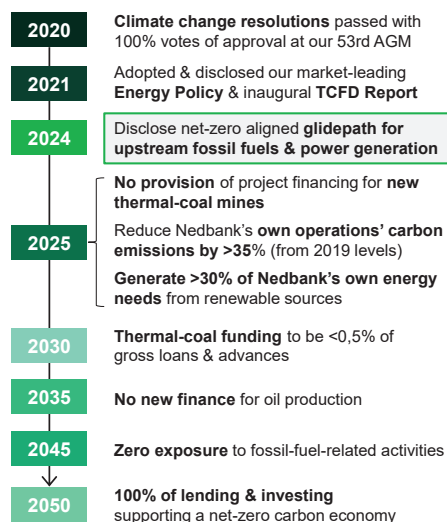 2020
Climate change resolutions passed with
100% votes of approval at our 53rd AGM
2021
Adopted & disclosed our market-leading
Energy Policy & inaugural TCFD Report
2024
Disclose net-zero aligned glidepath for
upstream fossil fuels & power generation
2025
No provision of project financing for new
thermal-coal mines
Reduce Nedbank's own operations' carbon
emissions by >35% (from 2019 levels)
Generate >30% of Nedbank's own energy
needs from renewable sources
2030
Thermal-coal funding to be <0,5% of
gross loans & advances
2035
No new finance for oil production
2045
Zero exposure to fossil-fuel-related activities
2050
100% of lending & investing
supporting a net-zero carbon economy